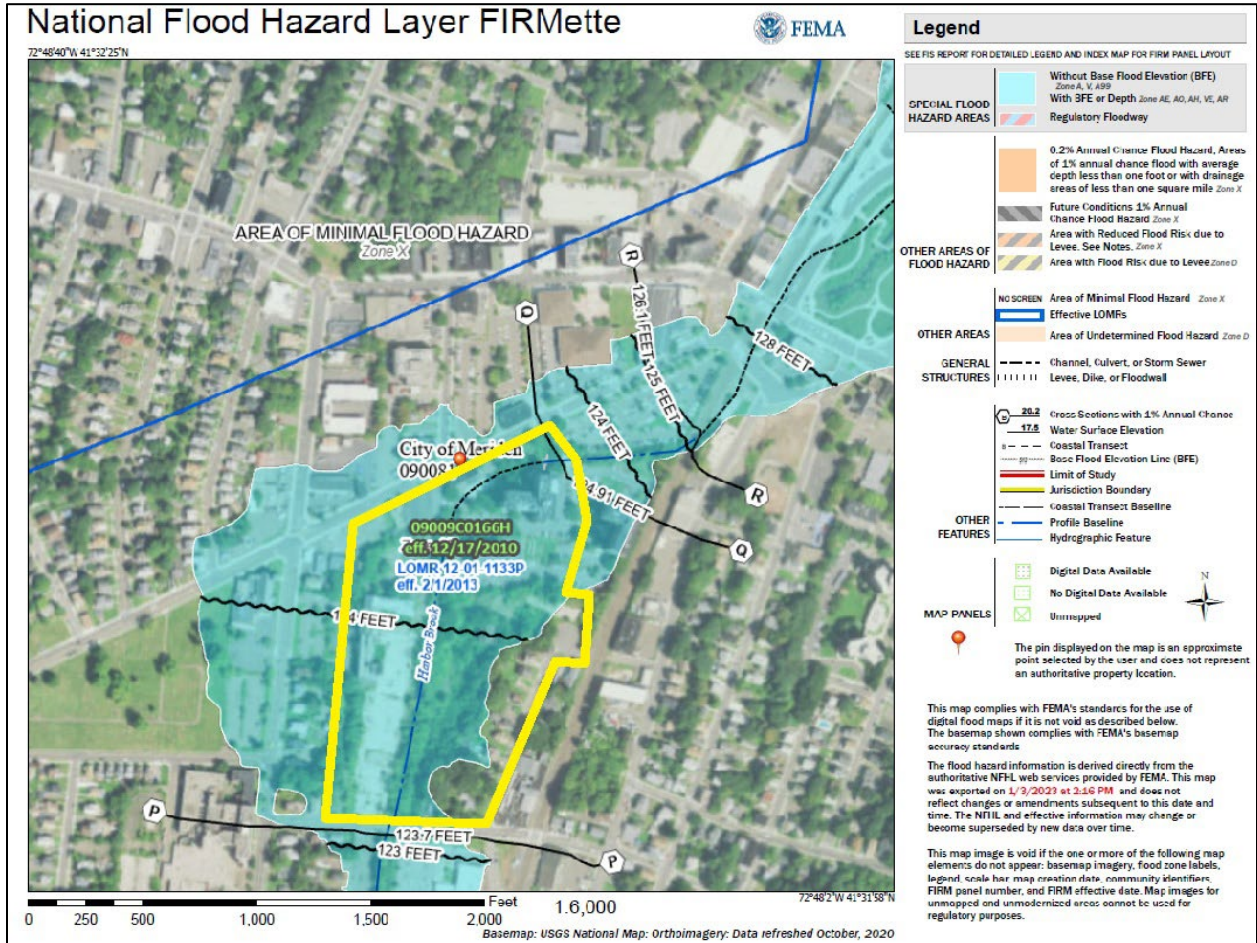 National Flood Hazard Layer FIRMette
FEMA
72°48'40"W 41°32'25"N
AREA OF MINIMAL FLOOD HAZARD
Zone X
R
Q
126.1 FEET
125 FEET
128 FEET
124 FEET
City of Meriden
090081
124.91 FEET
R
Q
09009C0166H
eff. 12/17/2010
LOMR 12-01-1133P
eff. 2/1/2013
124 FEET
Harbor Brook
P
123.7 FEET
P
123 FEET
72°48'2"W 41°31'58"N
0 250 500 1,000 1,500 2,000 Feet 1:6,000
Basemap: USGS National Map: Orthoimagery: Data refreshed October, 2020
Legend
SEE FIS REPORT FOR DETAILED LEGEND AND INDEX MAP FOR FIRM PANEL LAYOUT
SPECIAL FLOOD
HAZARD AREAS
Without Base Flood Elevation (BFE)
Zone A, V, A99
With BFE or Depth Zone AE, AO, AH, VE, AR
Regulatory Floodway
OTHER AREAS OF
FLOOD HAZARD
0.2% Annual Chance Flood Hazard, Areas
of 1% annual chance flood with average
depth less than one foot or with drainage
areas of less than one square mile Zone X
Future Conditions 1% Annual
Chance Flood Hazard Zone X
Area with Reduced Flood Risk due to
Levee. See Notes. Zone X
Area with Flood Risk due to Levee Zone D
OTHER AREAS
NO SCREEN Area of Minimal Flood Hazard Zone X
Effective LOMRs
Area of Undetermined Flood Hazard Zone D
GENERAL
STRUCTURES
Channel, Culvert, or Storm Sewer
Levee, Dike, or Floodwall
OTHER
FEATURES
B 20.2 Cross Sections with 1% Annual Chance
17.5 Water Surface Elevation
8 Coastal Transect
Base Flood Elevation Line (BFE)
Limit of Study
Jurisdiction Boundary
Coastal Transect Baseline
Profile Baseline
Hydrographic Feature
MAP PANELS
Digital Data Available
No Digital Data Available
Unmapped
N
The pin displayed on the map is an approximate
point selected by the user and does not represent
an authoritative property location.
This map complies with FEMA's standards for the use of
digital flood maps if it is not void as described below.
The basemap shown complies with FEMA's basemap
accuracy standards
The flood hazard information is derived directly from the
authoritative NFHL web services provided by FEMA. This map
was exported on 1/3/2023 at 2:16 PM and does not
reflect changes or amendments subsequent to this date and
time. The NFHL and effective information may change or
become superseded by new data over time.
This map image is void if the one or more of the following map
elements do not appear: basemap imagery, flood zone labels,
legend, scale bar, map creation date, community identifiers,
FIRM panel number, and FIRM effective date. Map images for
unmapped and unmodernized areas cannot be used for
regulatory purposes.